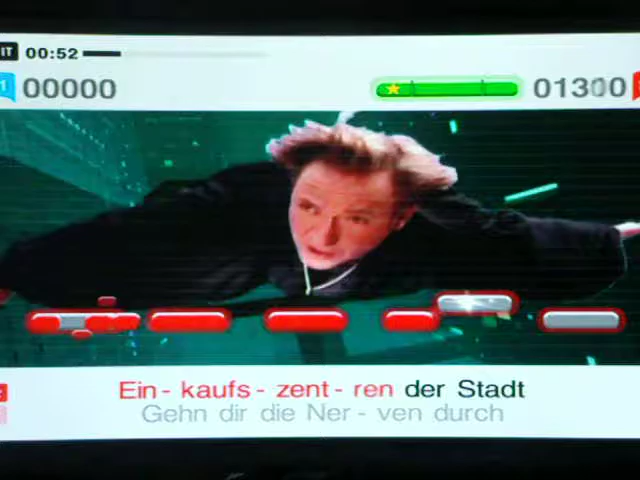 00:52
00000
01300
Ein- kaufs- zent- ren der Stadt
Gehn dir die Ner- ven durch